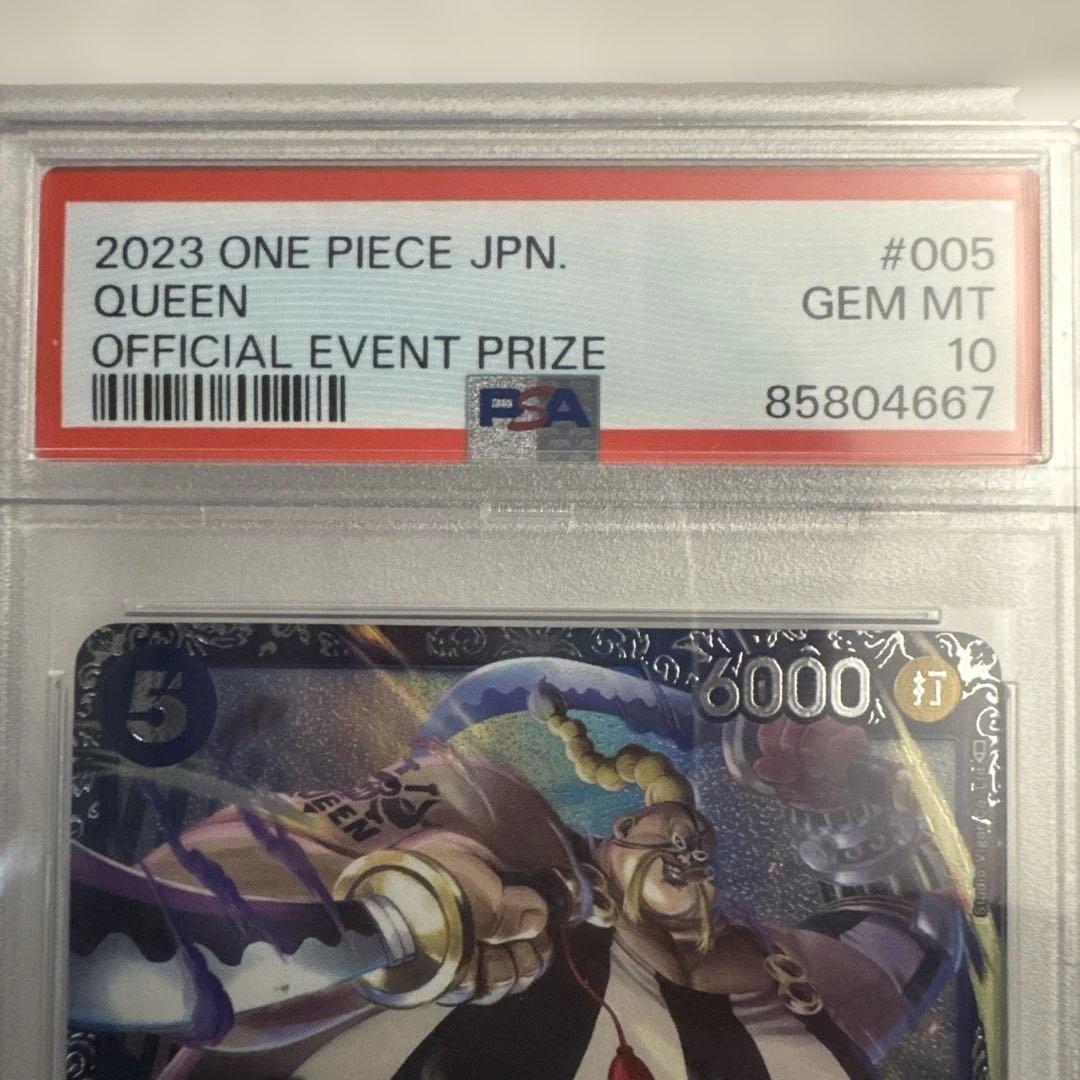 2023 ONE PIECE JPN. #005
QUEEN GEM MT
OFFICIAL EVENT PRIZE 10
85804667
PSA
5 6000 打
QUEEN